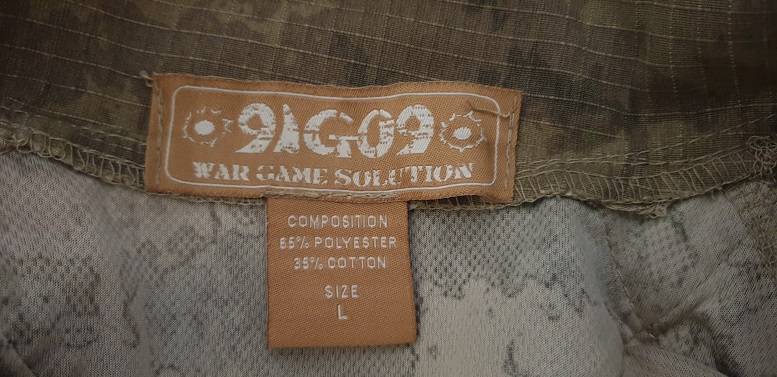 9AG09
WAR GAME SOLUTION
COMPOSITION
65% POLYESTER
35% COTTON
SIZE
L